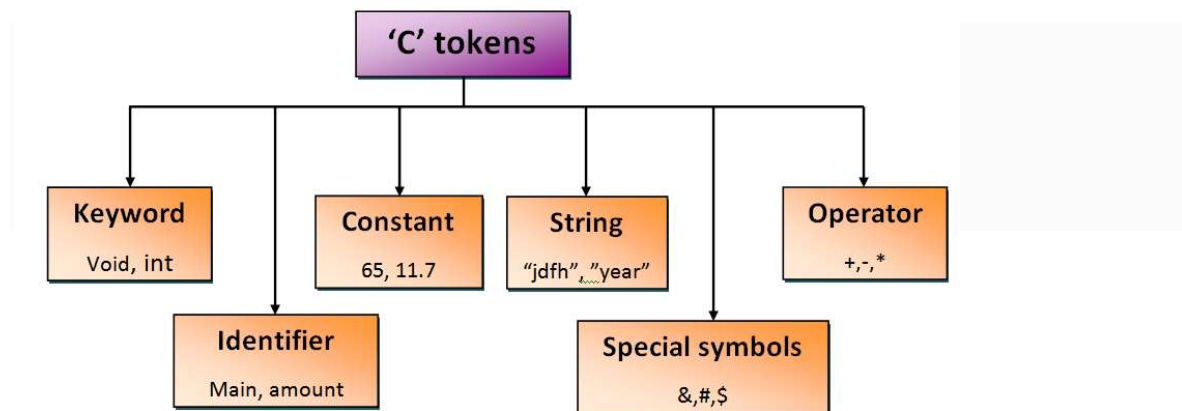 ‘C’ tokens
Keyword
Void, int
Identifier
Main, amount
Constant
65, 11.7
String
“jdfh”, ”year”
Special symbols
&,#,$
Operator
+,-,*